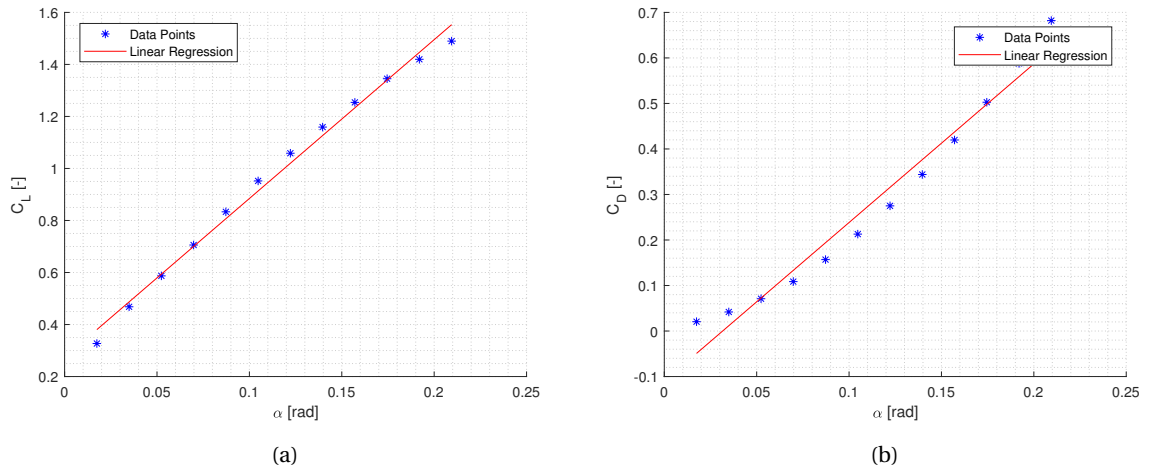 1.6
1.4
1.2
1
0.8
0.6
0.4
0.2
C_L [-]
Data Points
Linear Regression
0
0.05
0.1
0.15
0.2
0.25
α [rad]
(a)
0.7
0.6
0.5
0.4
0.3
0.2
0.1
0
-0.1
C_D [-]
Data Points
Linear Regression
0
0.05
0.1
0.15
0.2
0.25
α [rad]
(b)